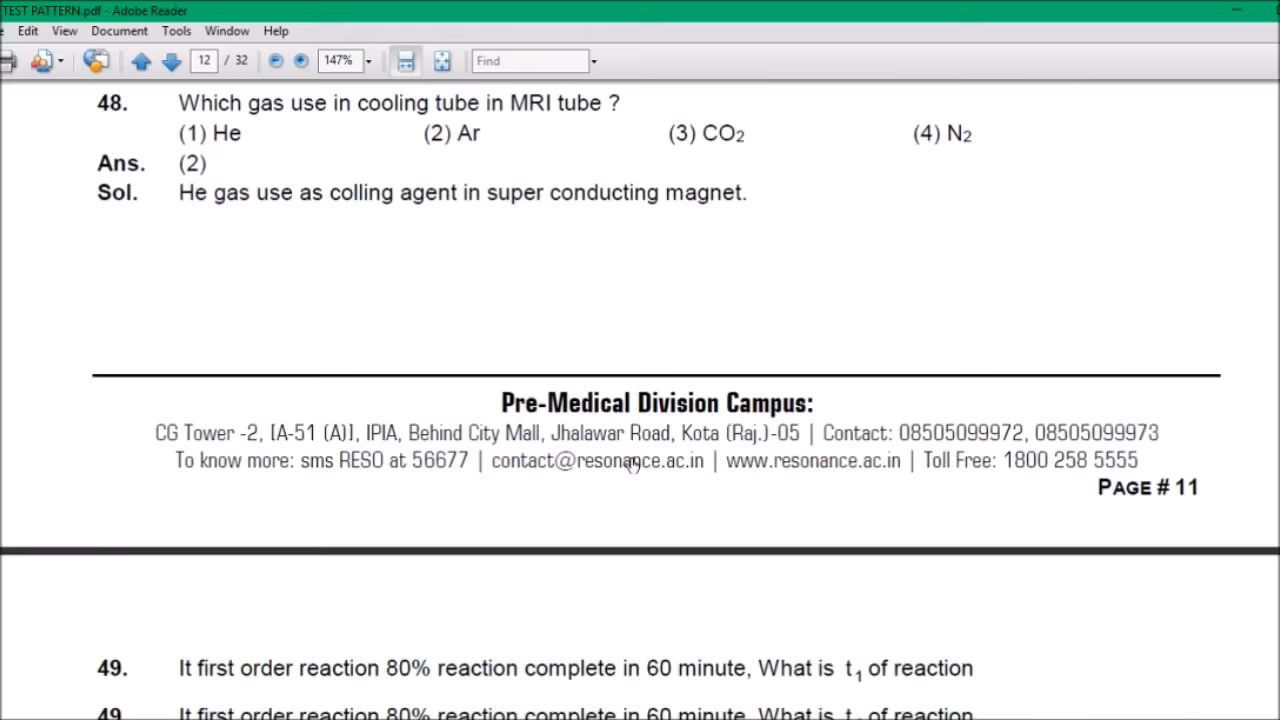 TEST PATTERN.pdf - Adobe Reader
Edit View Document Tools Window Help
12 / 32 147% Find
48. Which gas use in cooling tube in MRI tube ?
(1) He (2) Ar (3) CO2 (4) N2
Ans. (2)
Sol. He gas use as colling agent in super conducting magnet.
Pre-Medical Division Campus:
CG Tower -2, [A-51 (A)], IPIA, Behind City Mall, Jhalawar Road, Kota (Raj.)-05 | Contact: 08505099972, 08505099973
To know more: sms RESO at 56677 | contact@resonance.ac.in | www.resonance.ac.in | Toll Free: 1800 258 5555
PAGE # 11
49. It first order reaction 80% reaction complete in 60 minute, What is t1 of reaction
49. It first order reaction 80% reaction complete in 60 minute, What is t1 of reaction